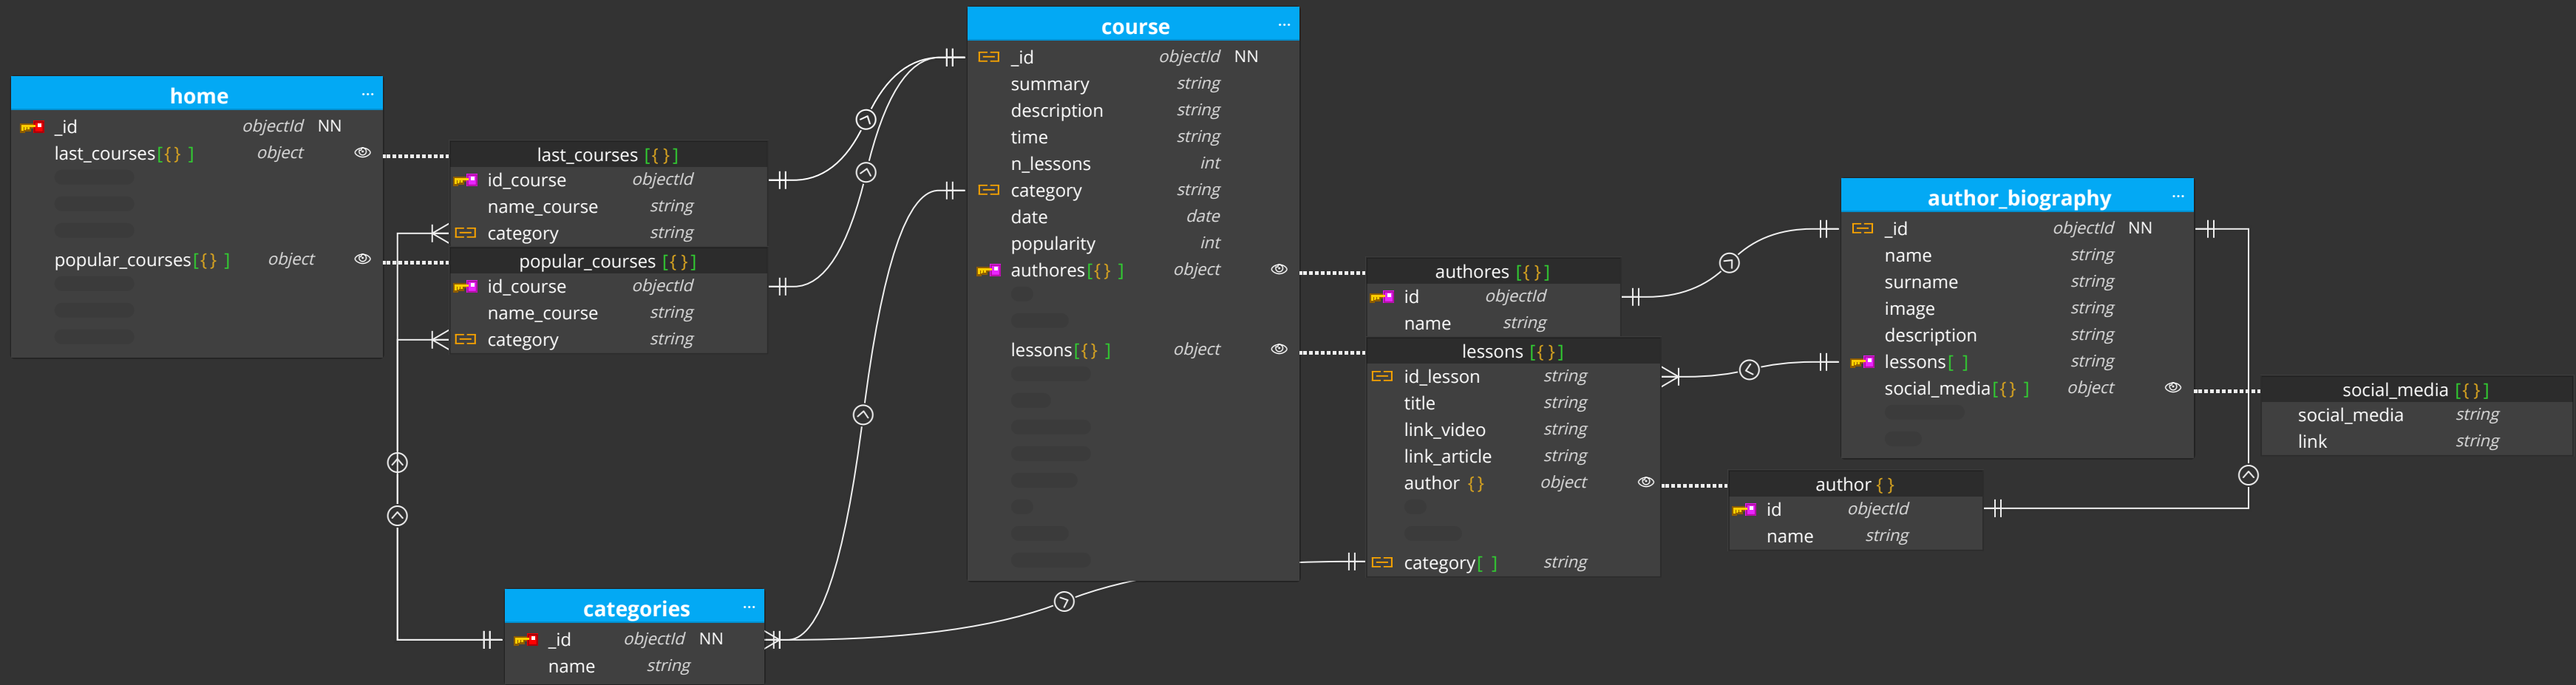 home ...
_id objectId NN
last_courses[{} ] object
popular_courses[{} ] object
last_courses [{}]
id_course objectId
name_course string
category string
popular_courses [{}]
id_course objectId
name_course string
category string
categories ...
_id objectId NN
name string
course ...
_id objectId NN
summary string
description string
time string
n_lessons int
category string
date date
popularity int
authores[{} ] object
lessons[{} ] object
authores [{}]
id objectId
name string
lessons [{}]
id_lesson string
title string
link_video string
link_article string
author {} object
category[ ] string
author {}
id objectId
name string
author_biography ...
_id objectId NN
name string
surname string
image string
description string
lessons[ ] string
social_media[{} ] object
social_media [{}]
social_media string
link string